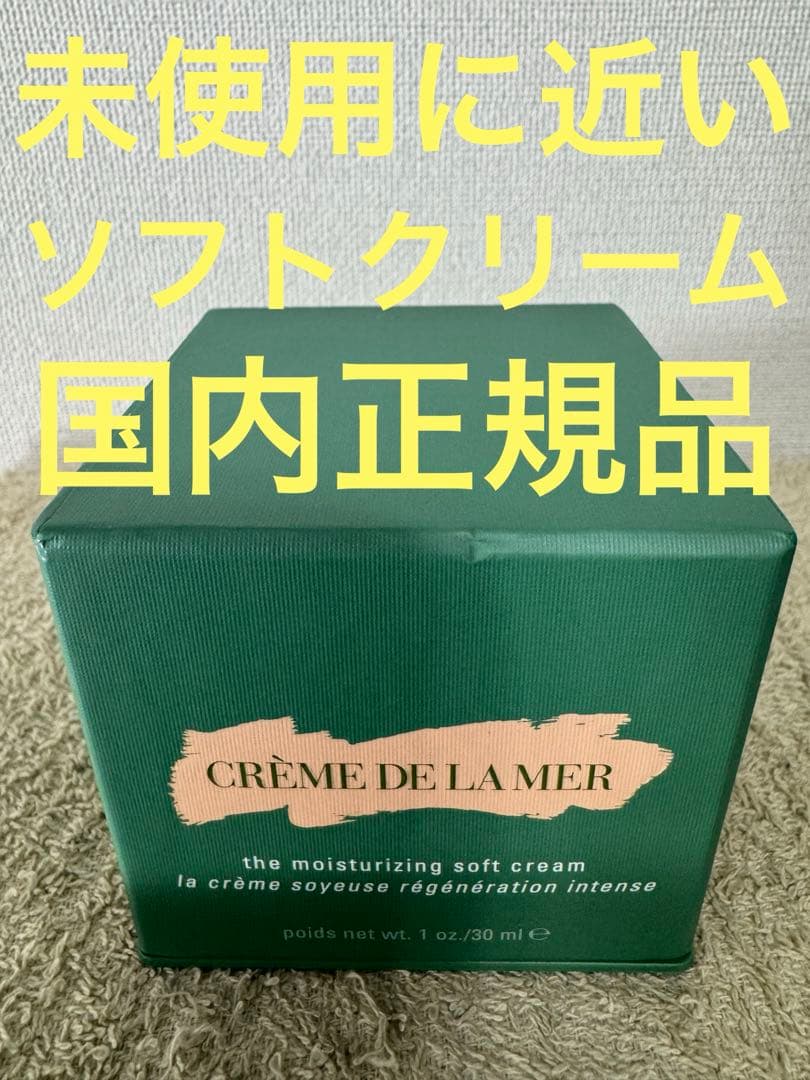 未使用に近い
ソフトクリーム
国内正規品
CRÈME DE LA MER
the moisturizing soft cream
la crème soyeuse régénération intense
poids net wt. 1 oz./30 ml ℮